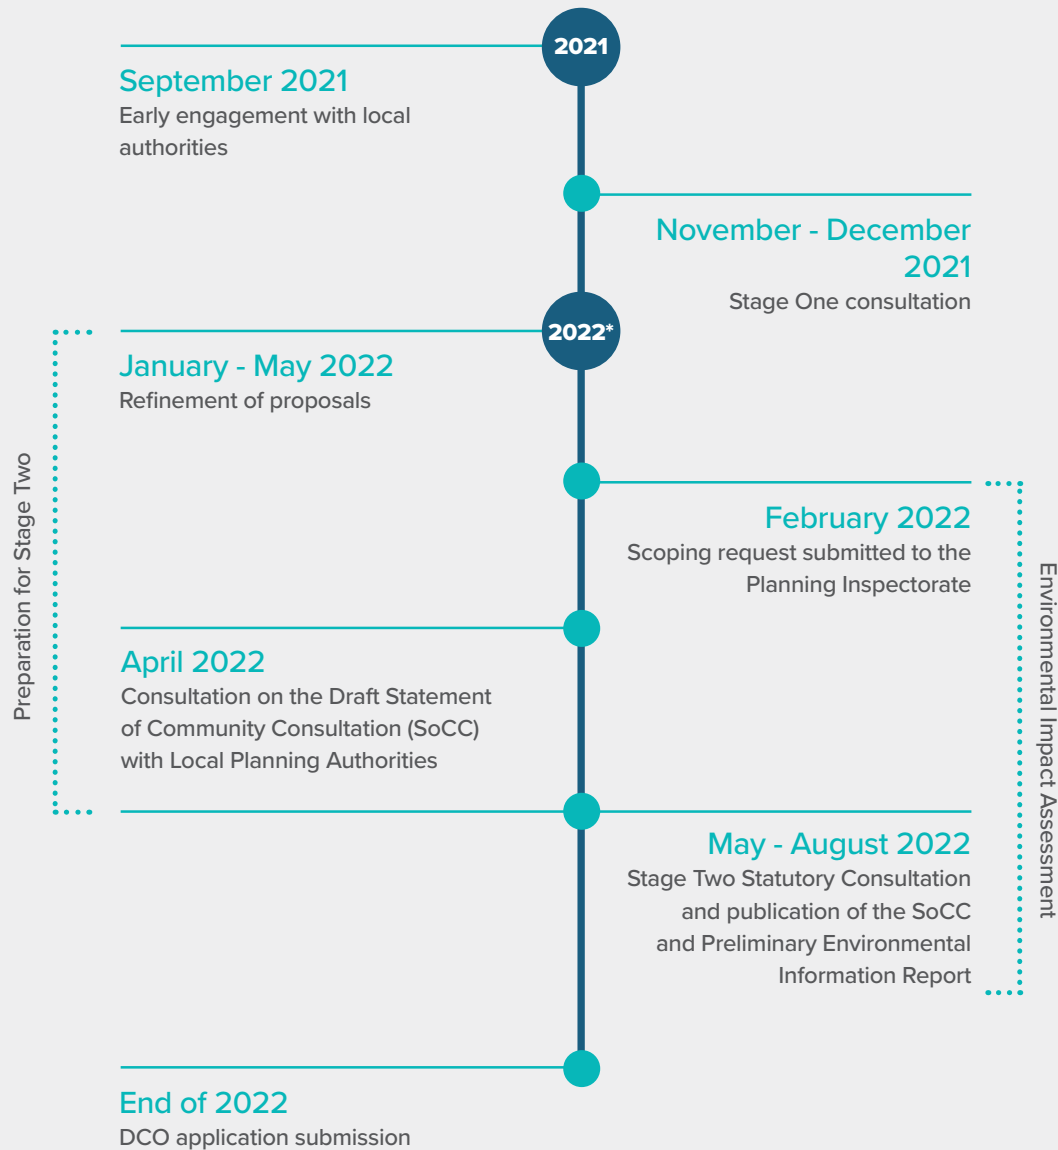 2021
September 2021
Early engagement with local
authorities
November - December
2021
Stage One consultation
2022*
January - May 2022
Refinement of proposals
Preparation for Stage Two
February 2022
Scoping request submitted to the
Planning Inspectorate
Environmental Impact Assessment
April 2022
Consultation on the Draft Statement
of Community Consultation (SoCC)
with Local Planning Authorities
May - August 2022
Stage Two Statutory Consultation
and publication of the SoCC
and Preliminary Environmental
Information Report
End of 2022
DCO application submission